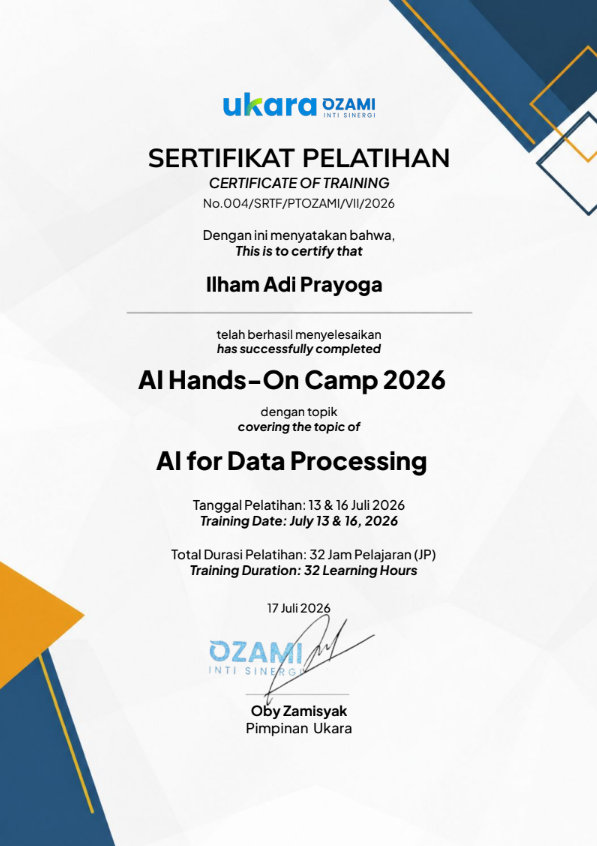 ukara OZAMI
INTI SINERGI
SERTIFIKAT PELATIHAN
CERTIFICATE OF TRAINING
No.004/SRTF/PTOZAMI/VII/2026
Dengan ini menyatakan bahwa,
This is to certify that
Ilham Adi Prayoga
telah berhasil menyelesaikan
has successfully completed
AI Hands-On Camp 2026
dengan topik
covering the topic of
AI for Data Processing
Tanggal Pelatihan: 13 & 16 Juli 2026
Training Date: July 13 & 16, 2026
Total Durasi Pelatihan: 32 Jam Pelajaran (JP)
Training Duration: 32 Learning Hours
17 Juli 2026
OZAMI
INTI SINERGI
Oby Zamisyak
Pimpinan Ukara